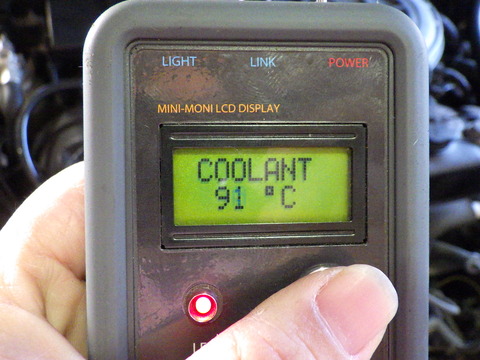 LIGHT LINK POWER
MINI-MONI LCD DISPLAY
COOLANT
91 °C